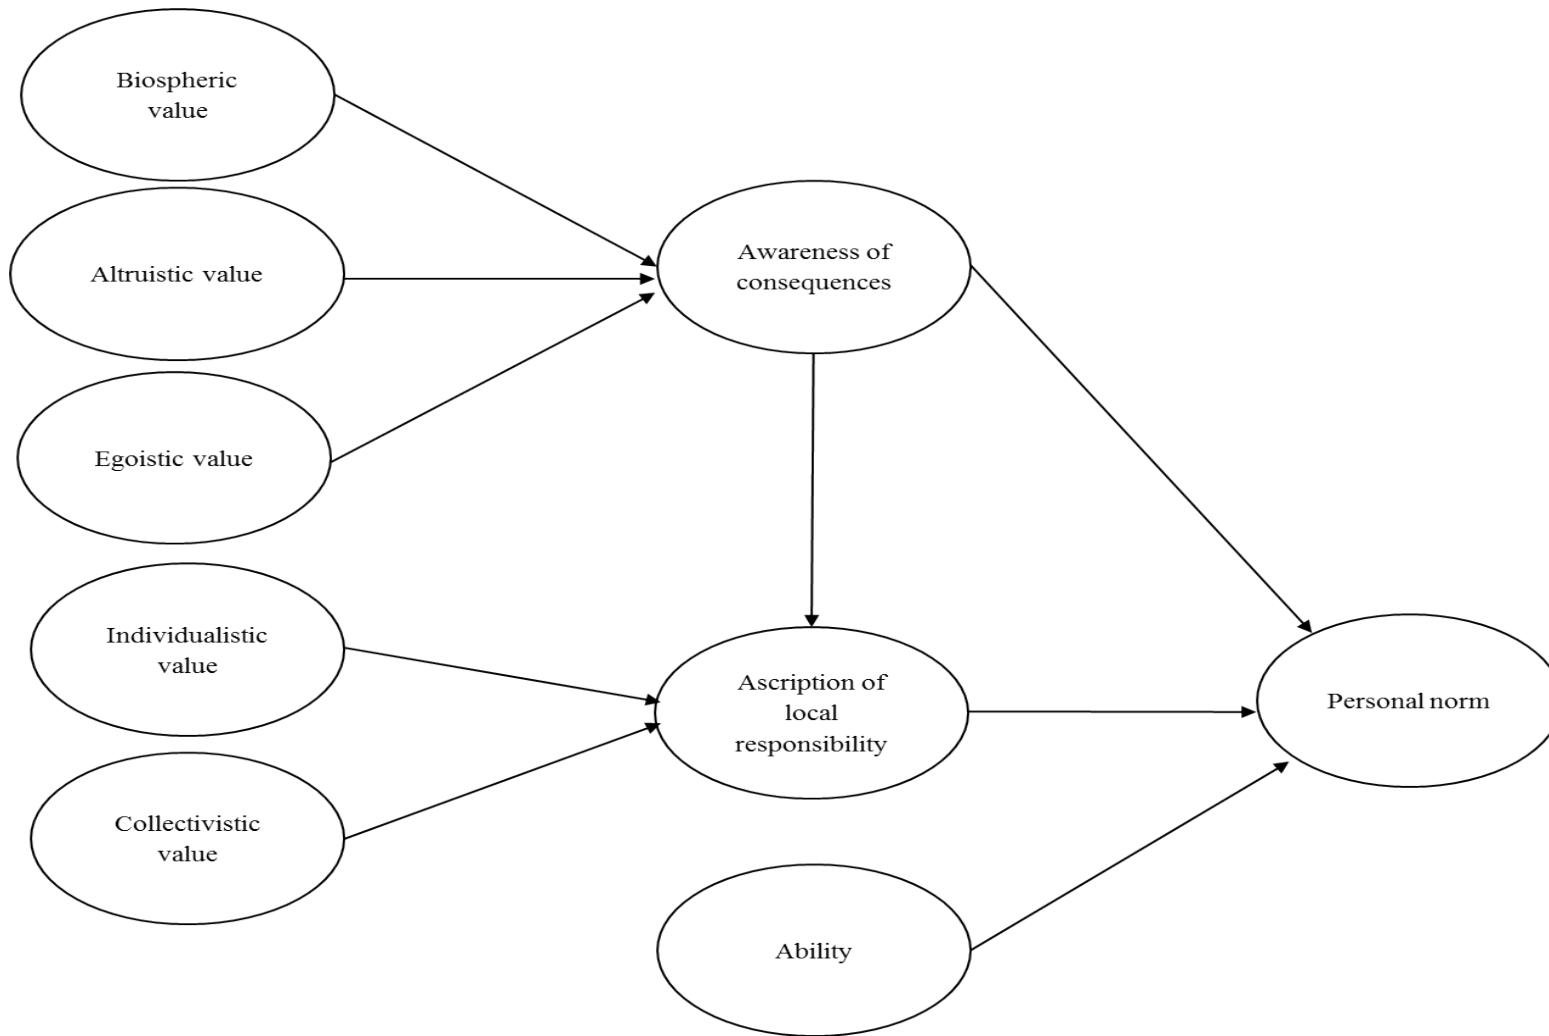 Biospheric
value
Altruistic value
Egoistic value
Individualistic
value
Collectivistic
value
Awareness of
consequences
Ascription of
local
responsibility
Ability
Personal norm